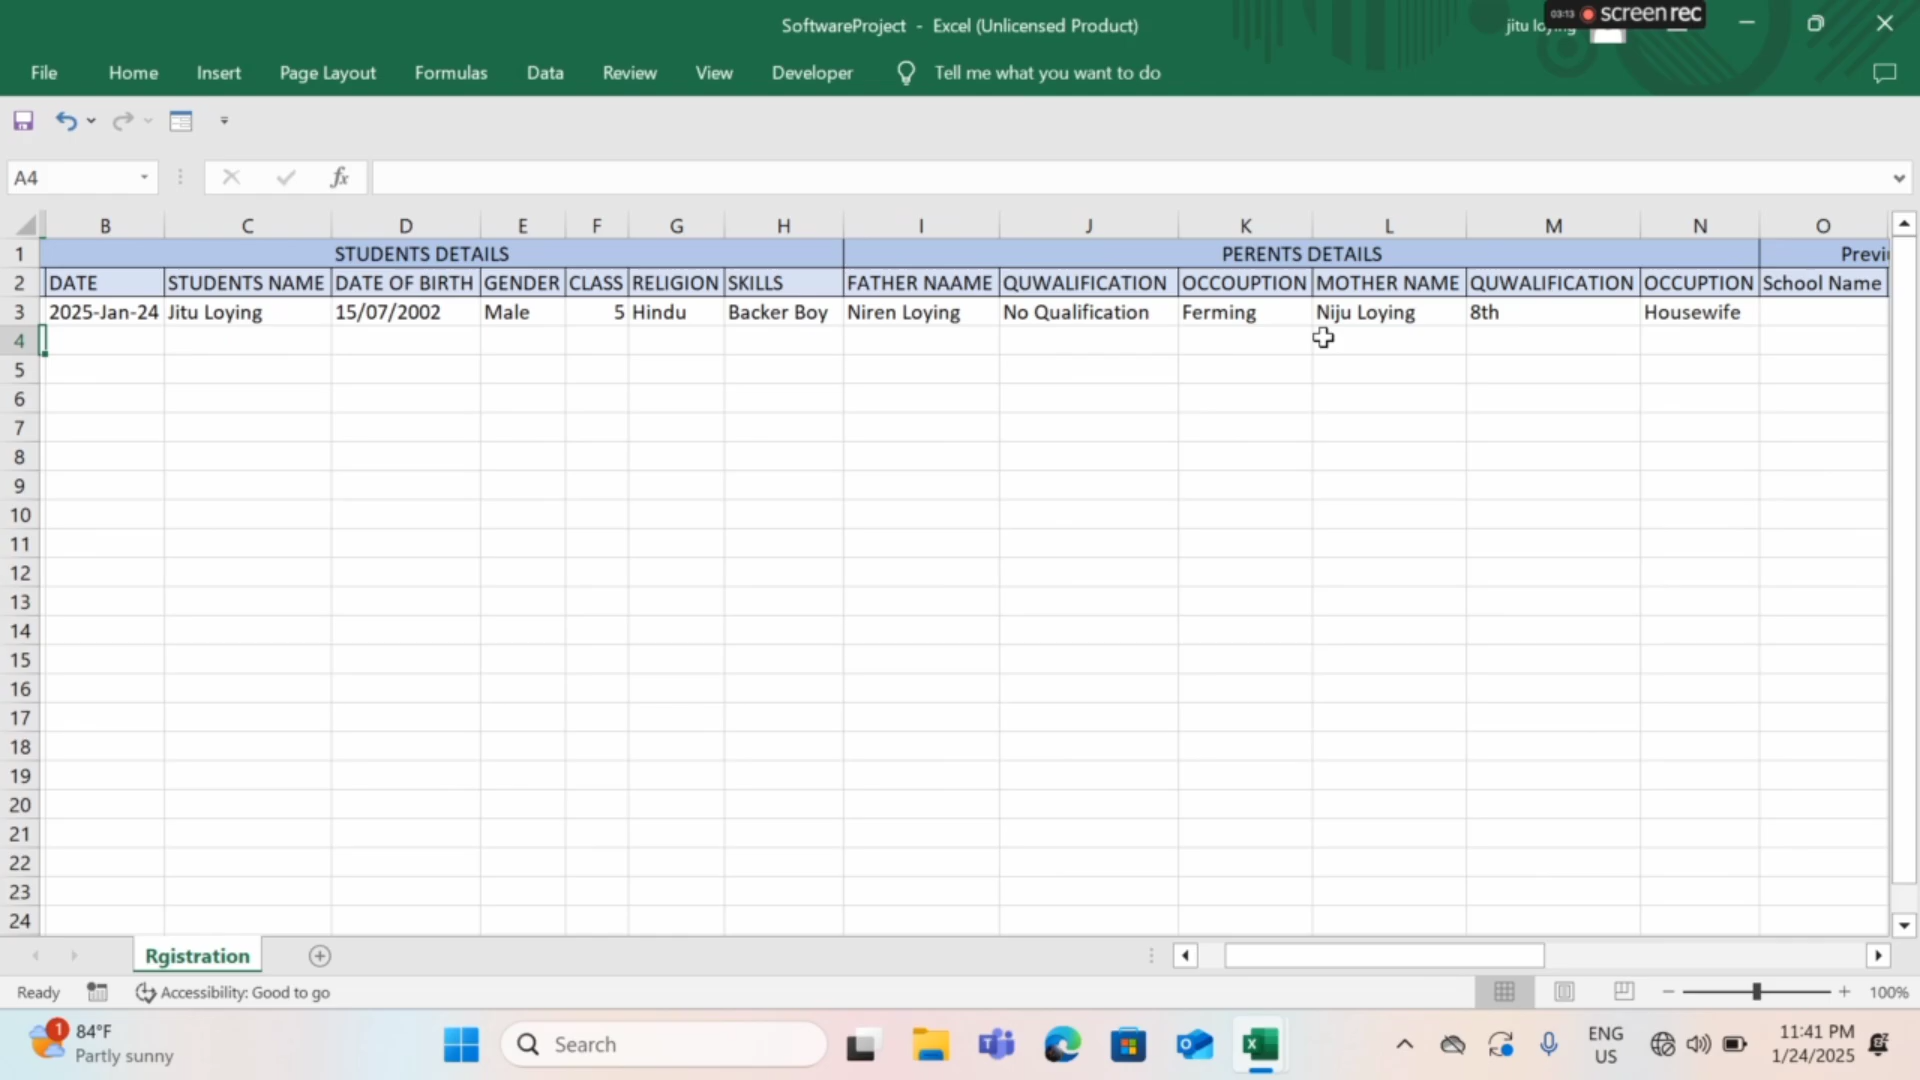 SoftwareProject - Excel (Unlicensed Product)
03:13 screenrec
File Home Insert Page Layout Formulas Data Review View Developer Tell me what you want to do
A4 fx
B C D E F G H I J K L M N O
1 STUDENTS DETAILS PERENTS DETAILS
2 DATE STUDENTS NAME DATE OF BIRTH GENDER CLASS RELIGION SKILLS FATHER NAAME QUWALIFICATION OCCOUPTION MOTHER NAME QUWALIFICATION OCCUPTION School Name
3 2025-Jan-24 Jitu Loying 15/07/2002 Male 5 Hindu Backer Boy Niren Loying No Qualification Ferming Niju Loying 8th Housewife
4
5
6
7
8
9
10
11
12
13
14
15
16
17
18
19
20
21
22
23
24
Rgistration
Ready Accessibility: Good to go 100%
1 84°F
Partly sunny
Search
ENG
US
11:41 PM
1/24/2025